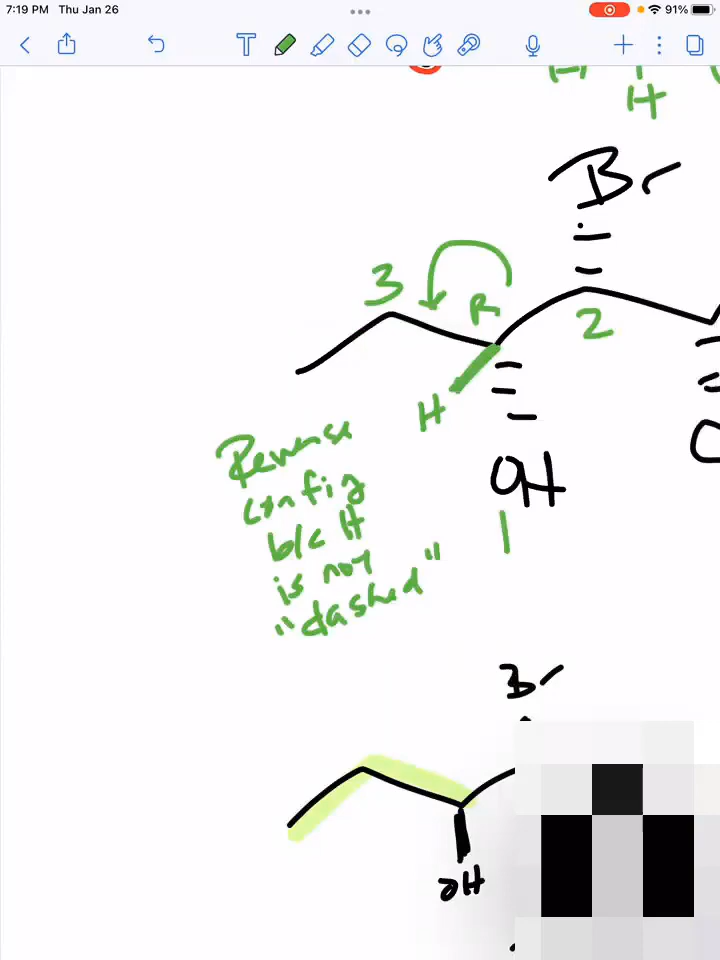 7:19 PM Thu Jan 26
91%
T
H H
Br
3 R
2
H
OH
1
Reverse
config
b/c H
is not
"dashed"
Br
OH